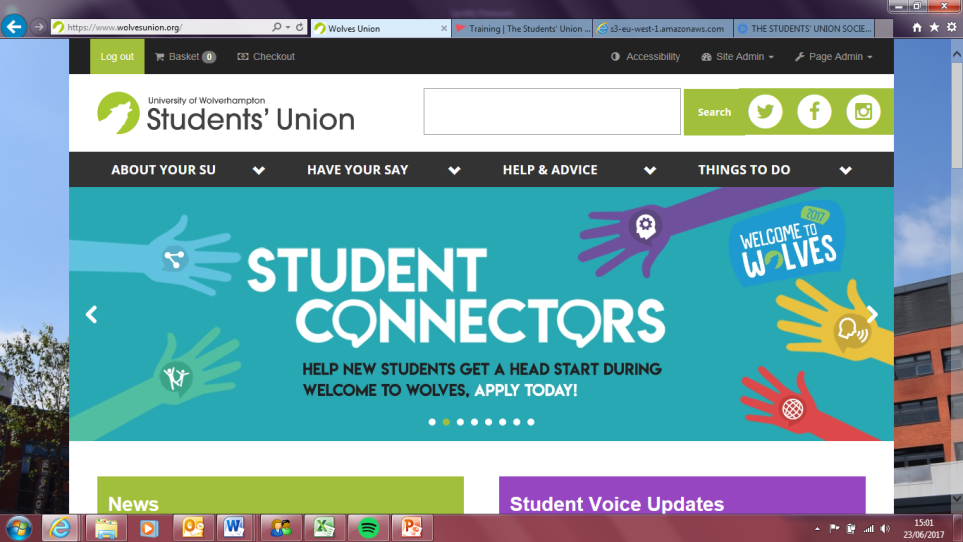 https://www.wolvesunion.org/
Wolves Union
Training | The Students' Union ...
s3-eu-west-1.amazonaws.com
THE STUDENTS' UNION SOCIE...
Log out
Basket 0
Checkout
Accessibility
Site Admin
Page Admin
University of Wolverhampton
Students' Union
Search
ABOUT YOUR SU
HAVE YOUR SAY
HELP & ADVICE
THINGS TO DO
2017
WELCOME TO
WOLVES
STUDENT
CONNECTORS
HELP NEW STUDENTS GET A HEAD START DURING
WELCOME TO WOLVES, APPLY TODAY!
News
Student Voice Updates
15:01
23/06/2017